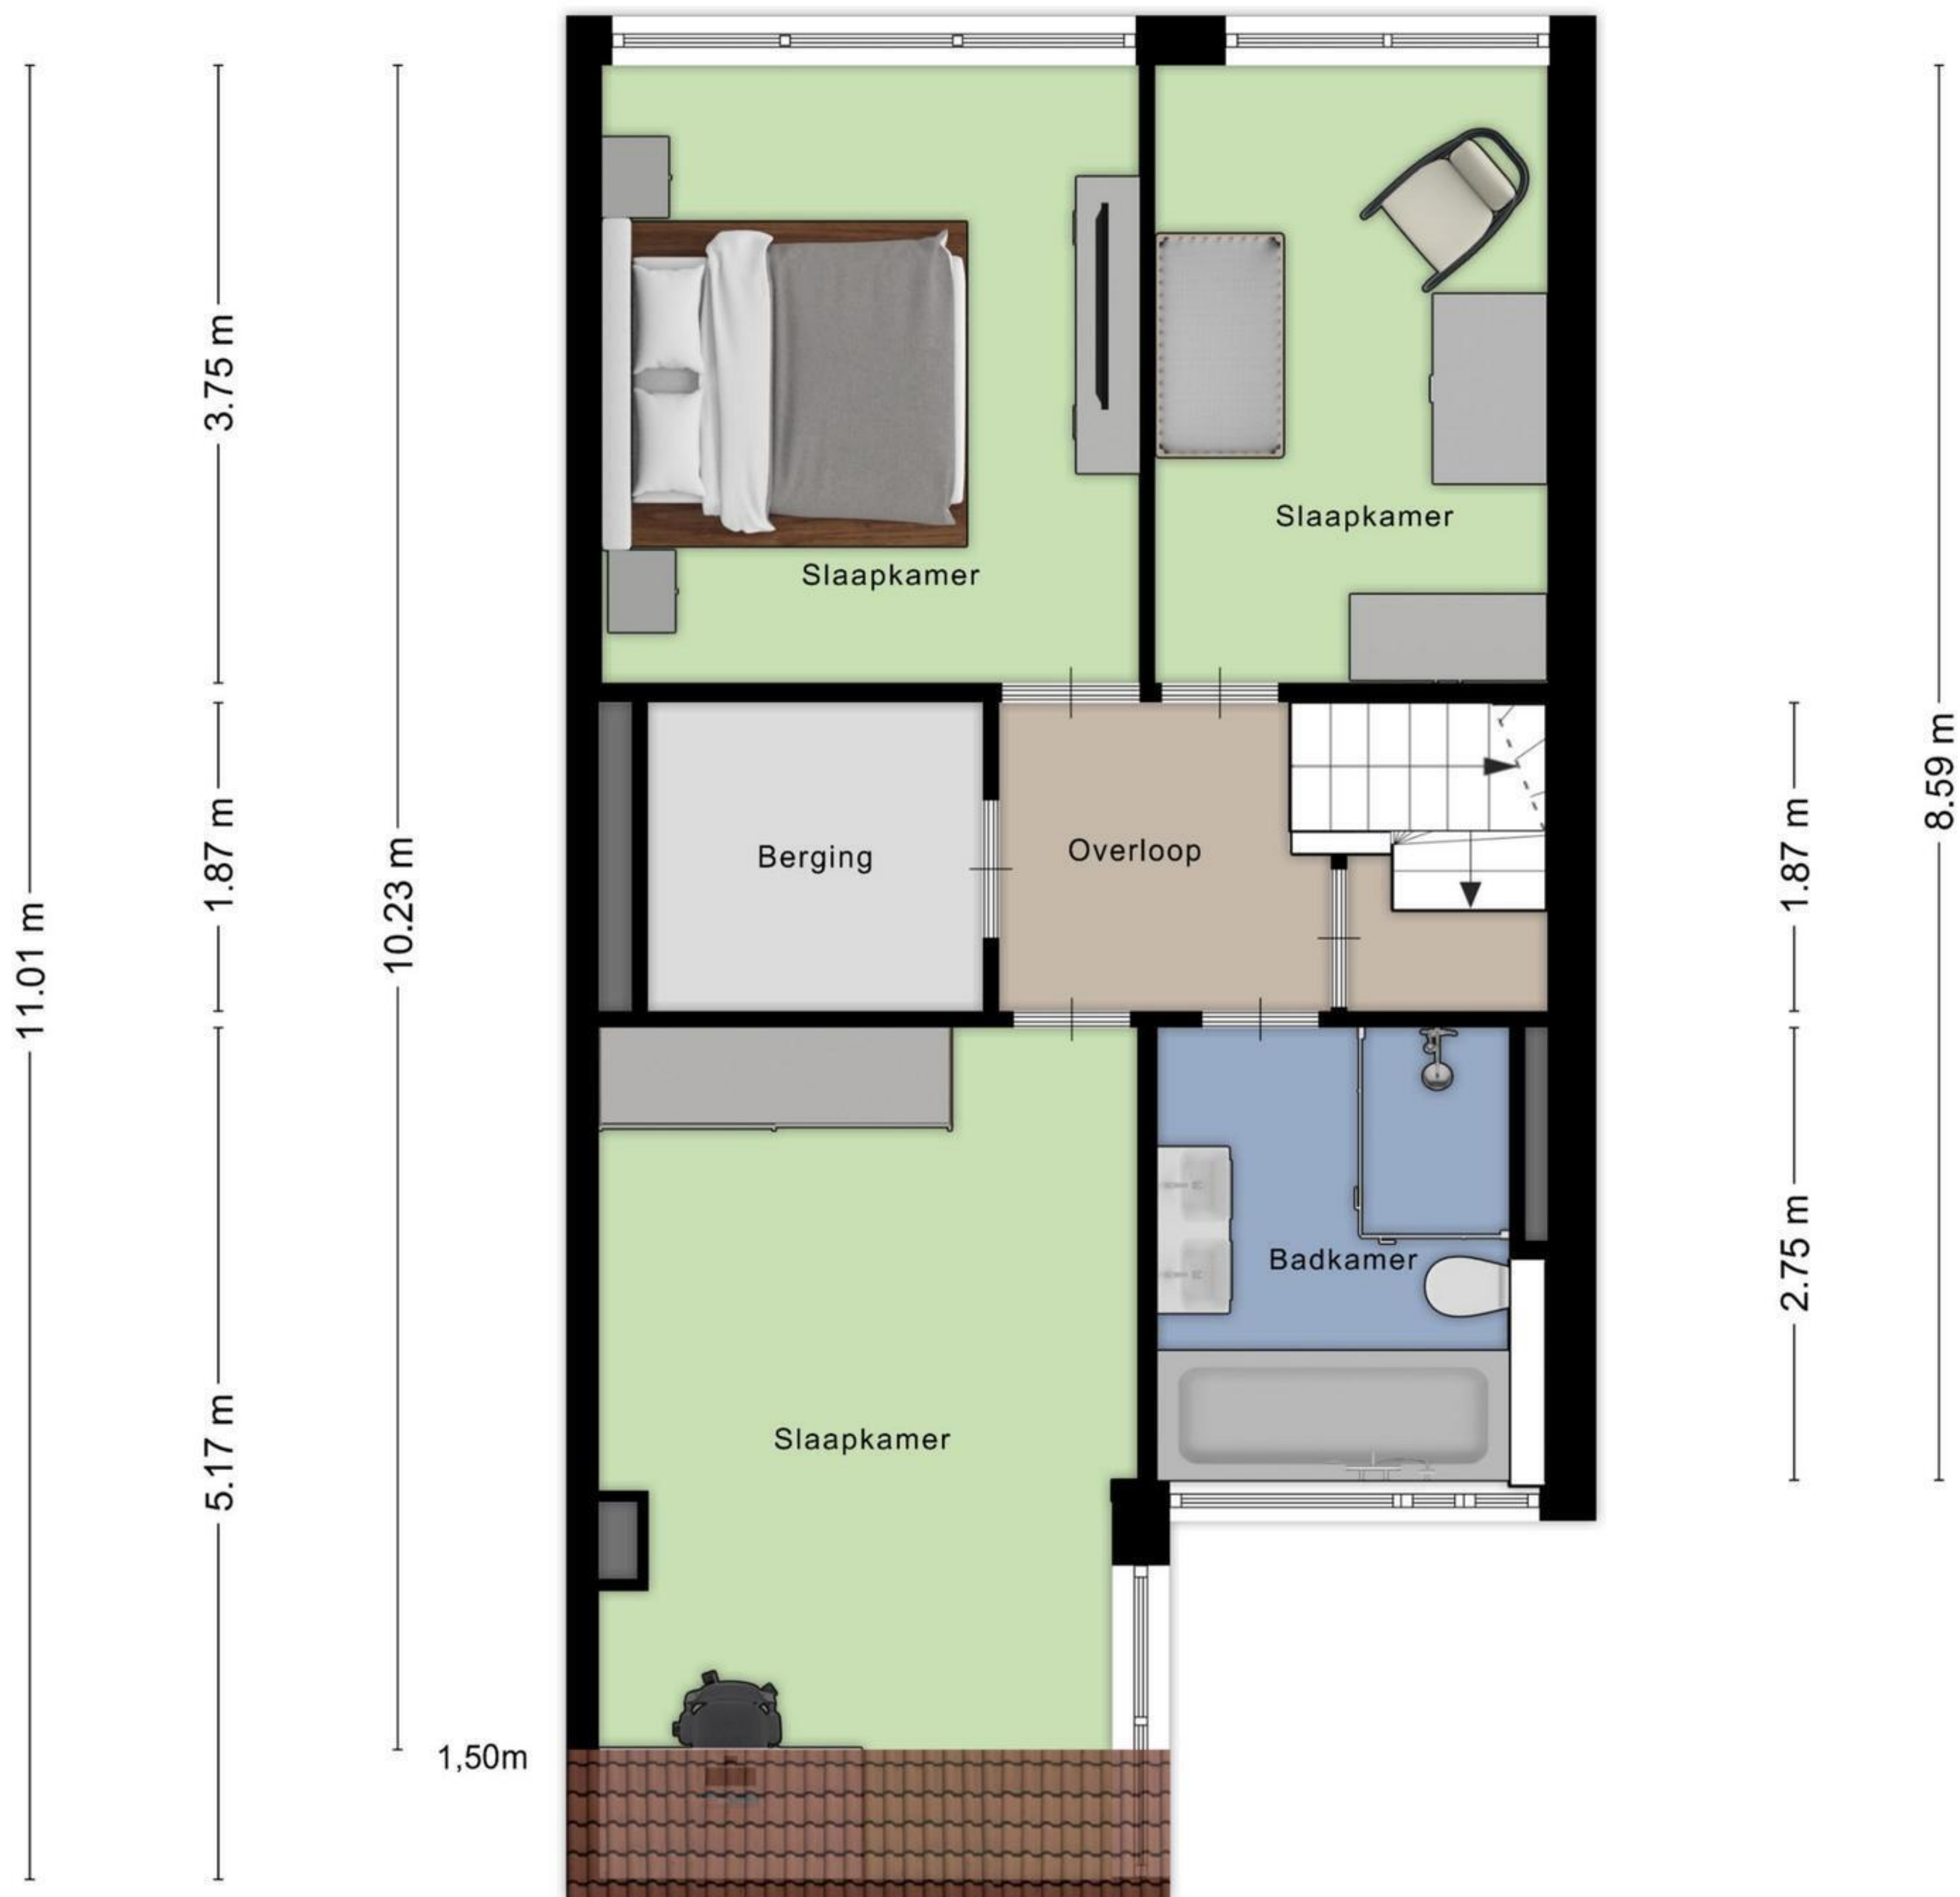 3.75 m
Slaapkamer
Slaapkamer
8.59 m
1.87 m
10.23 m
Berging
Overloop
1.87 m
11.01 m
2.75 m
Badkamer
5.17 m
Slaapkamer
1,50m